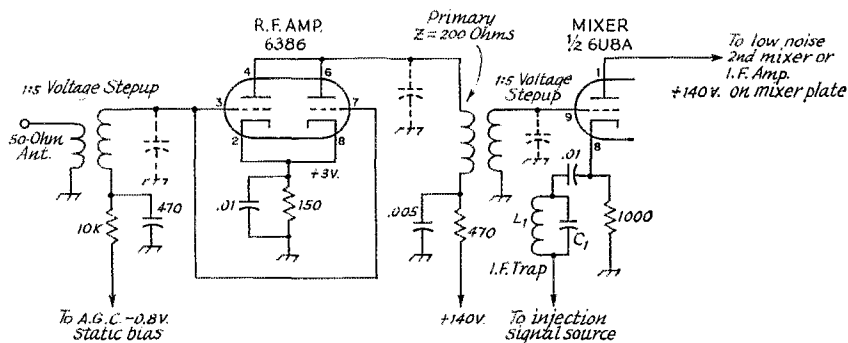 R.F. AMP.
6386
Primary
Z = 200 Ohms
MIXER
½ 6U8A
To low noise
2nd mixer or
I.F. Amp.
+140V. on mixer plate
1:5 Voltage Stepup
1:5 Voltage
Stepup
50-Ohm
Ant.
4
6
3
7
2
8
1
9
8
+3V.
.01
150
10K
470
.005
470
.01
L1
C1
1000
I.F. Trap
To A.G.C. -0.8V.
Static bias
+140V.
To injection
signal source